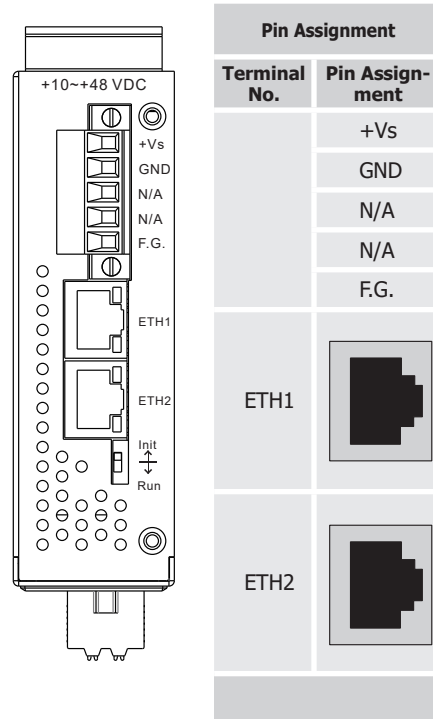 +10~+48 VDC
+Vs
GND
N/A
N/A
F.G.
ETH1
ETH2
Init
Run
Pin Assignment
Terminal No.
Pin Assign-
ment
+Vs
GND
N/A
N/A
F.G.
ETH1
ETH2